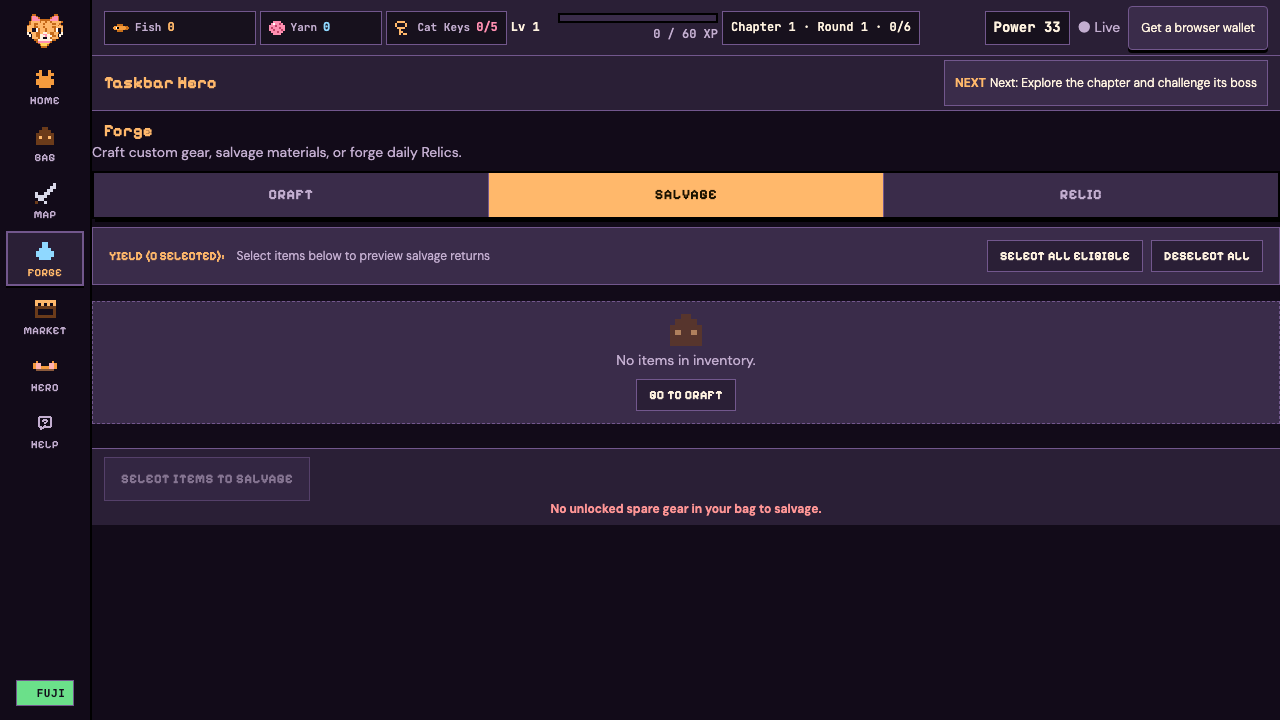 Fish 0
Yarn 0
Cat Keys 0/5
Lv 1
0 / 60 XP
Chapter 1 · Round 1 · 0/6
Power 33
Live
Get a browser wallet
HOME
BAG
MAP
FORGE
MARKET
HERO
HELP
FUJI
Taskbar Hero
NEXT Next: Explore the chapter and challenge its boss
Forge
Craft custom gear, salvage materials, or forge daily Relics.
CRAFT
SALVAGE
RELIC
YIELD (0 SELECTED):
Select items below to preview salvage returns
SELECT ALL ELIGIBLE
DESELECT ALL
No items in inventory.
GO TO CRAFT
SELECT ITEMS TO SALVAGE
No unlocked spare gear in your bag to salvage.